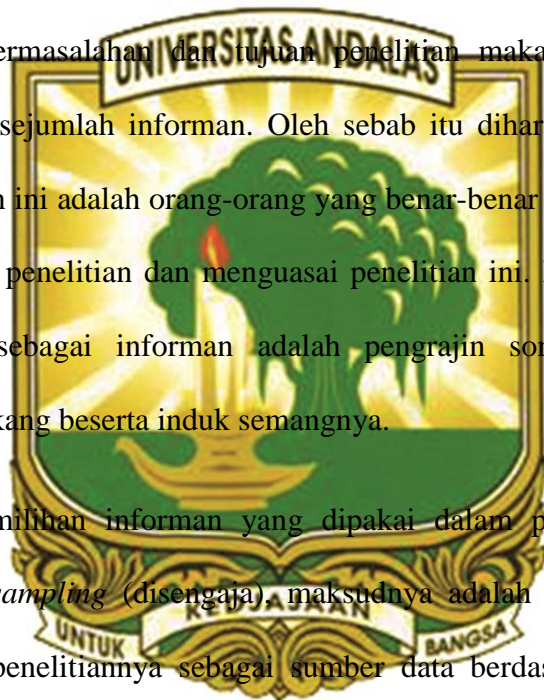 UNIVERSITAS ANDALAS
ermasalahan dan tujuan penelitian maka
sejumlah informan. Oleh sebab itu dihar
n ini adalah orang-orang yang benar-benar
penelitian dan menguasai penelitian ini.
sebagai informan adalah pengrajin son
kang beserta induk semangnya.
milihan informan yang dipakai dalam p
ampling (disengaja), maksudnya adalah
UNTUK BANGSA
penelitiannya sebagai sumber data berdas